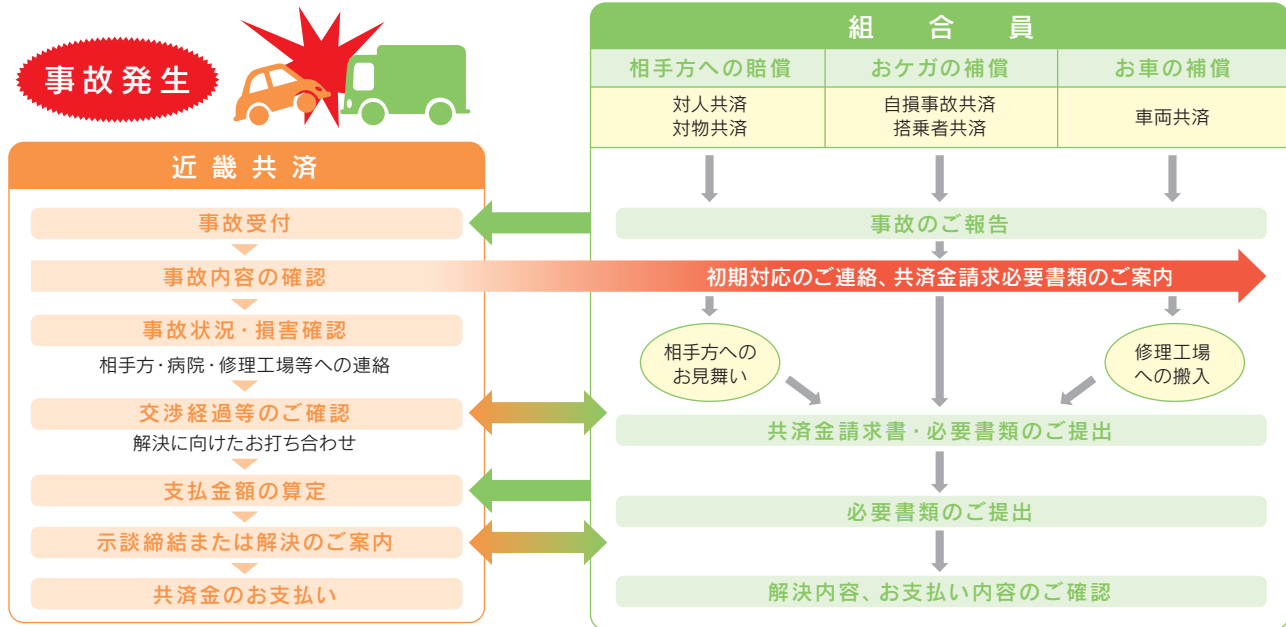 事故発生
近畿共済
事故受付
事故内容の確認
事故状況・損害確認
相手方・病院・修理工場等への連絡
交渉経過等のご確認
解決に向けたお打ち合わせ
支払金額の算定
示談締結または解決のご案内
共済金のお支払い
組合員
相手方への賠償
対人共済
対物共済
おケガの補償
自損事故共済
搭乗者共済
お車の補償
車両共済
事故のご報告
初期対応のご連絡、共済金請求必要書類のご案内
相手方への
お見舞い
修理工場
への搬入
共済金請求書・必要書類のご提出
必要書類のご提出
解決内容、お支払い内容のご確認